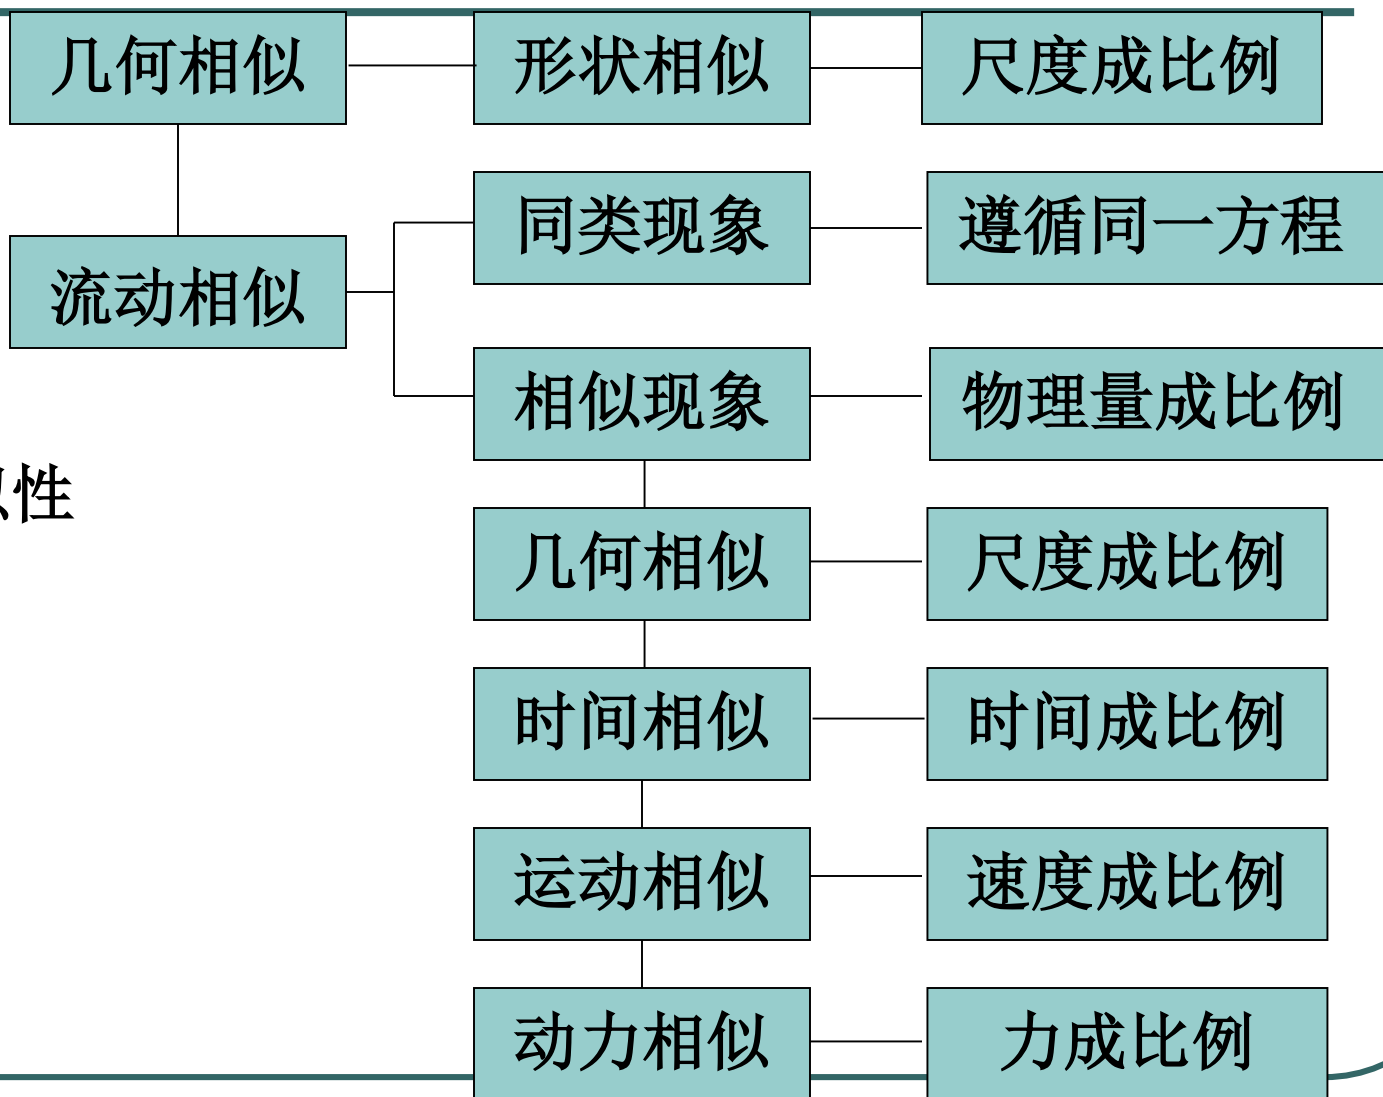 几何相似
形状相似
尺度成比例
同类现象
遵循同一方程
流动相似
相似现象
物理量成比例
性
几何相似
尺度成比例
时间相似
时间成比例
运动相似
速度成比例
动力相似
力成比例